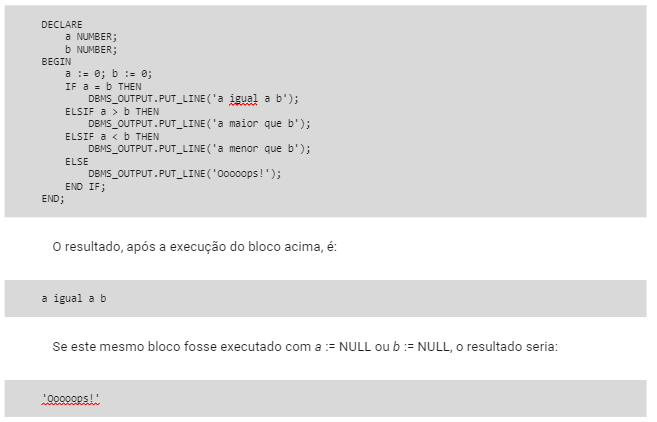 DECLARE
a NUMBER;
b NUMBER;
BEGIN
a := 0; b := 0;
IF a = b THEN
DBMS_OUTPUT.PUT_LINE('a igual a b');
ELSIF a > b THEN
DBMS_OUTPUT.PUT_LINE('a maior que b');
ELSIF a < b THEN
DBMS_OUTPUT.PUT_LINE('a menor que b');
ELSE
DBMS_OUTPUT.PUT_LINE('Ooooops!');
END IF;
END;
O resultado, após a execução do bloco acima, é:
a igual a b
Se este mesmo bloco fosse executado com a := NULL ou b := NULL, o resultado seria:
'Ooooops!'